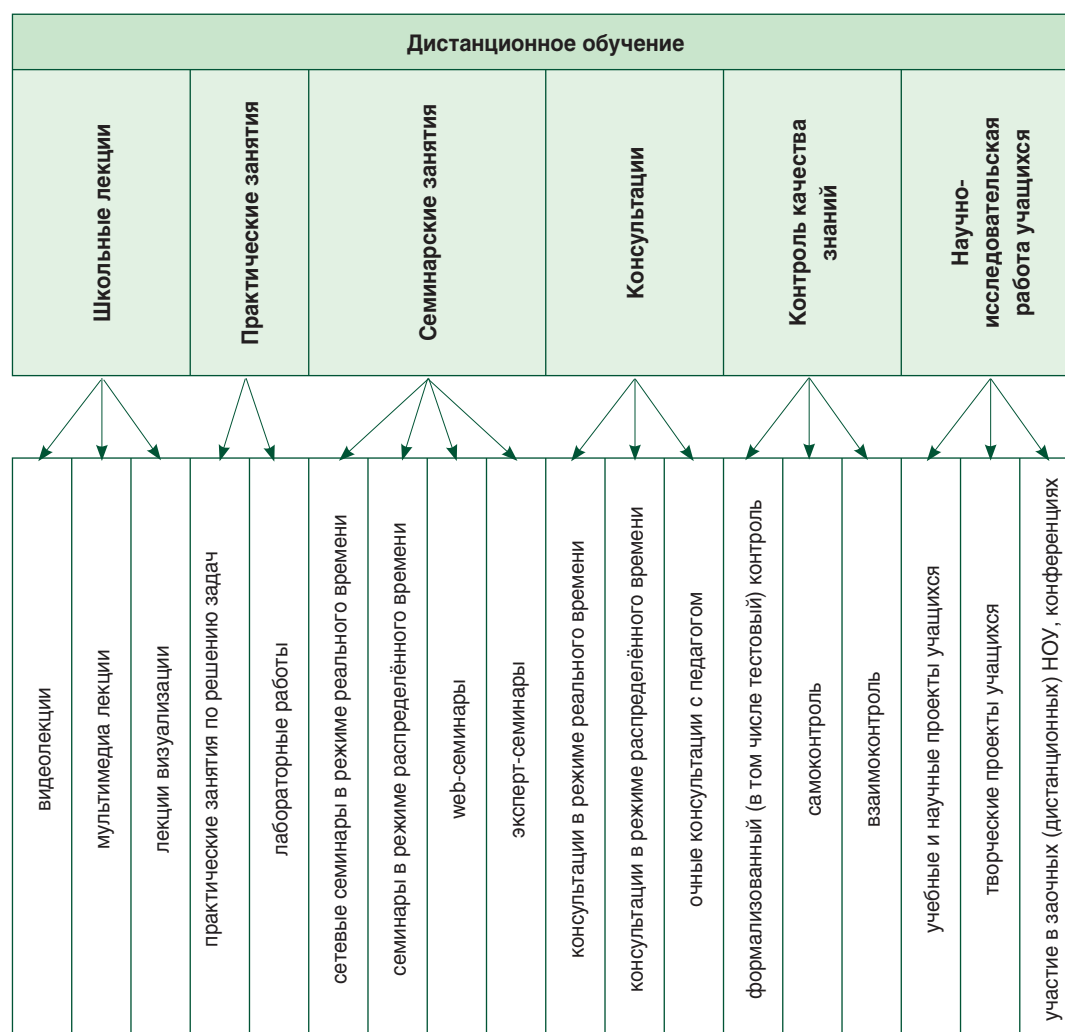 Дистанционное обучение
Школьные лекции
Практические занятия
Семинарские занятия
Консультации
Контроль качества
знаний
Научно-
исследовательская
работа учащихся
видеолекции
мультимедиа лекции
лекции визуализации
практические занятия по решению задач
лабораторные работы
сетевые семинары в режиме реального времени
семинары в режиме распределённого времени
web-семинары
эксперт-семинары
консультации в режиме реального времени
консультации в режиме распределённого времени
очные консультации с педагогом
формализованный (в том числе тестовый) контроль
самоконтроль
взаимоконтроль
учебные и научные проекты учащихся
творческие проекты учащихся
участие в заочных (дистанционных) НОУ, конференциях